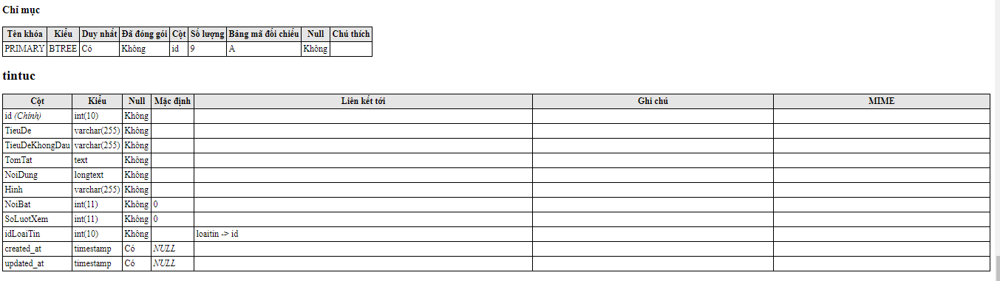 Chỉ mục
Tên khóa Kiểu Duy nhất Đã đóng gói Cột Số lượng Bảng mã đối chiếu Null Chú thích
PRIMARY BTREE Có Không id 9 A Không
tintuc
Cột Kiểu Null Mặc định Liên kết tới Ghi chú MIME
id (Chính) int(10) Không
TieuDe varchar(255) Không
TieuDeKhongDau varchar(255) Không
TomTat text Không
NoiDung longtext Không
Hinh varchar(255) Không
NoiBat int(11) Không 0
SoLuotXem int(11) Không 0
idLoaiTin int(10) Không loaitin -> id
created_at timestamp Có NULL
updated_at timestamp Có NULL